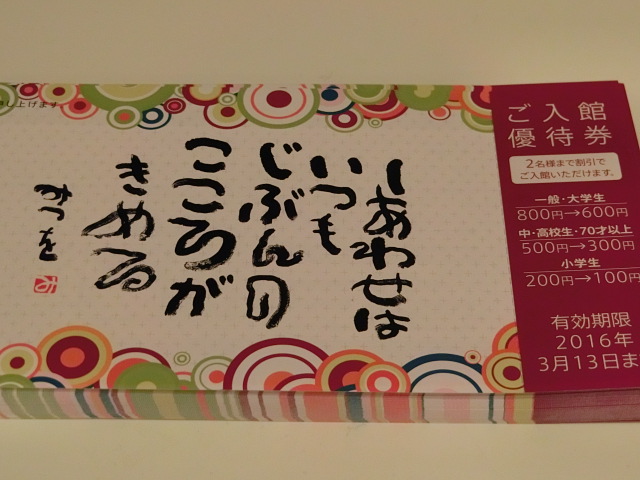 し上げます
しあわせは
いつも
じぶんの
こころが
きめる
みつを
ご入館
優待券
2名様まで割引で
ご入館いただけます。
一般・大学生
800円→600円
中・高校生・70才以上
500円→300円
小学生
200円→100円
有効期限
2016年
3月13日ま